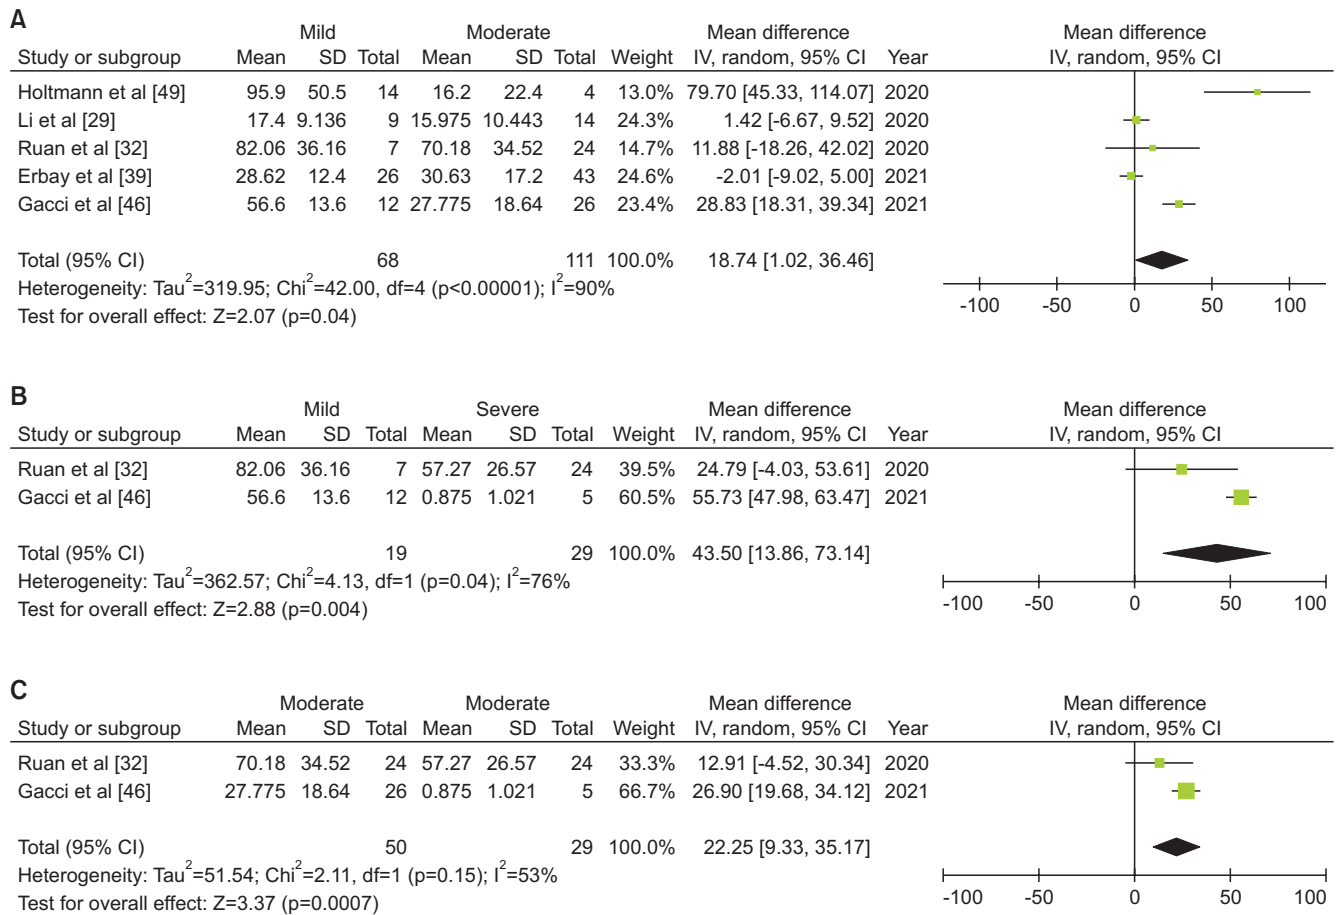 A
Mild Moderate Mean difference Mean difference
Study or subgroup Mean SD Total Mean SD Total Weight IV, random, 95% CI Year IV, random, 95% CI
Holtmann et al [49] 95.9 50.5 14 16.2 22.4 4 13.0% 79.70 [45.33, 114.07] 2020
Li et al [29] 17.4 9.136 9 15.975 10.443 14 24.3% 1.42 [-6.67, 9.52] 2020
Ruan et al [32] 82.06 36.16 7 70.18 34.52 24 14.7% 11.88 [-18.26, 42.02] 2020
Erbay et al [39] 28.62 12.4 26 30.63 17.2 43 24.6% -2.01 [-9.02, 5.00] 2021
Gacci et al [46] 56.6 13.6 12 27.775 18.64 26 23.4% 28.83 [18.31, 39.34] 2021
Total (95% CI) 68 111 100.0% 18.74 [1.02, 36.46]
Heterogeneity: Tau²=319.95; Chi²=42.00, df=4 (p<0.00001); I²=90%
Test for overall effect: Z=2.07 (p=0.04)
-100 -50 0 50 100
B
Mild Severe Mean difference Mean difference
Study or subgroup Mean SD Total Mean SD Total Weight IV, random, 95% CI Year IV, random, 95% CI
Ruan et al [32] 82.06 36.16 7 57.27 26.57 24 39.5% 24.79 [-4.03, 53.61] 2020
Gacci et al [46] 56.6 13.6 12 0.875 1.021 5 60.5% 55.73 [47.98, 63.47] 2021
Total (95% CI) 19 29 100.0% 43.50 [13.86, 73.14]
Heterogeneity: Tau²=362.57; Chi²=4.13, df=1 (p=0.04); I²=76%
Test for overall effect: Z=2.88 (p=0.004)
-100 -50 0 50 100
C
Moderate Moderate Mean difference Mean difference
Study or subgroup Mean SD Total Mean SD Total Weight IV, random, 95% CI Year IV, random, 95% CI
Ruan et al [32] 70.18 34.52 24 57.27 26.57 24 33.3% 12.91 [-4.52, 30.34] 2020
Gacci et al [46] 27.775 18.64 26 0.875 1.021 5 66.7% 26.90 [19.68, 34.12] 2021
Total (95% CI) 50 29 100.0% 22.25 [9.33, 35.17]
Heterogeneity: Tau²=51.54; Chi²=2.11, df=1 (p=0.15); I²=53%
Test for overall effect: Z=3.37 (p=0.0007)
-100 -50 0 50 100